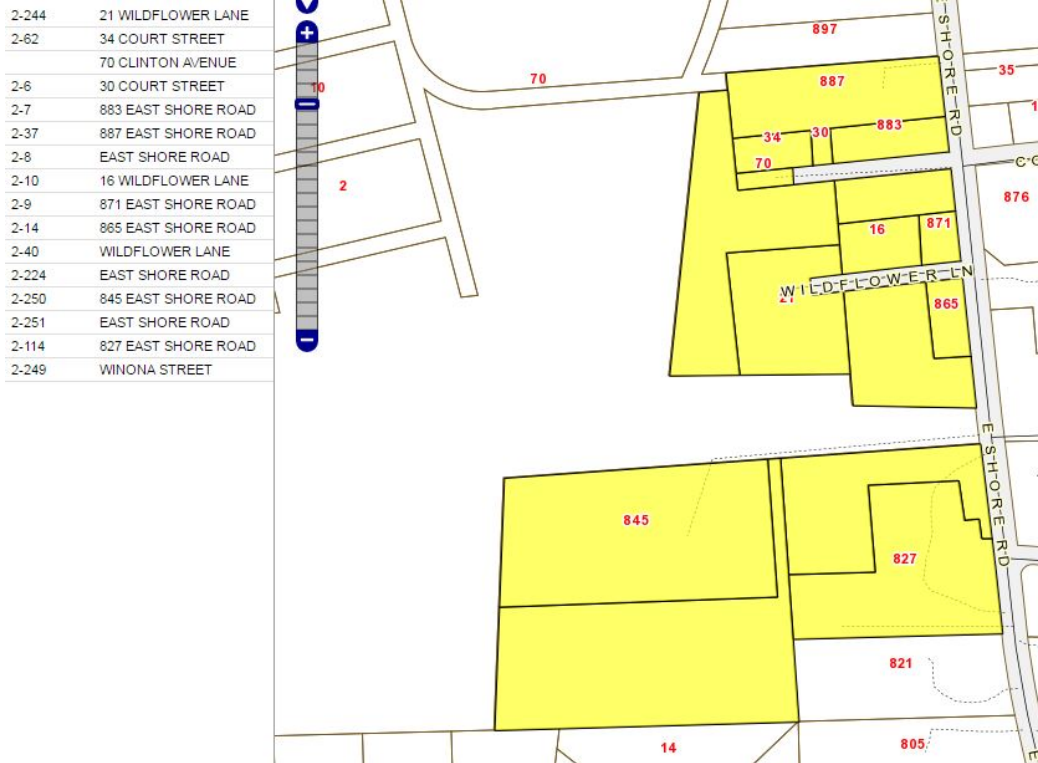 2-244 21 WILDFLOWER LANE
2-62 34 COURT STREET
70 CLINTON AVENUE
2-6 30 COURT STREET
2-7 883 EAST SHORE ROAD
2-37 887 EAST SHORE ROAD
2-8 EAST SHORE ROAD
2-10 16 WILDFLOWER LANE
2-9 871 EAST SHORE ROAD
2-14 865 EAST SHORE ROAD
2-40 WILDFLOWER LANE
2-224 EAST SHORE ROAD
2-250 845 EAST SHORE ROAD
2-251 EAST SHORE ROAD
2-114 827 EAST SHORE ROAD
2-249 WINONA STREET
897
E SHORE RD
70
887
35
10
34
30
883
70
2
876
16
871
WILDFLOWER LN
865
E SHORE RD
845
827
821
14
805